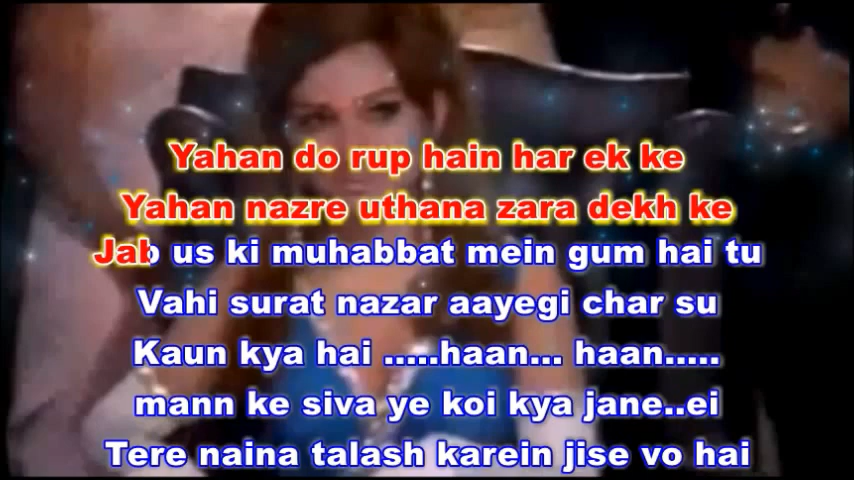 Yahan do rup hain har ek ke
Yahan nazre uthana zara dekh ke
Jab us ki muhabbat mein gum hai tu
Vahi surat nazar aayegi char su
Kaun kya hai .....haan... haan.....
mann ke siva ye koi kya jane..ei
Tere naina talash karein jise vo hai